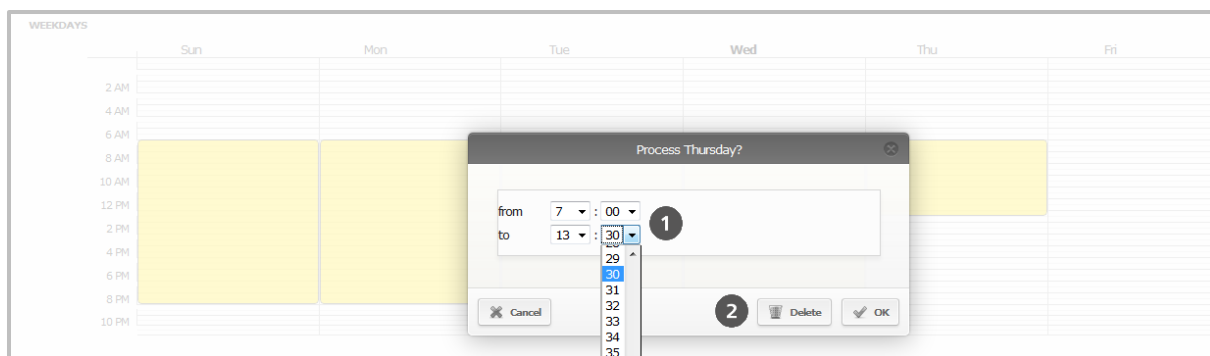 WEEKDAYS
Sun Mon Tue Wed Thu Fri
2 AM
4 AM
6 AM
Process Thursday?
8 AM
10 AM
12 PM
from 7 : 00 1
2 PM
to 13 : 30
4 PM
29
6 PM
30
31
8 PM
32
Cancel 2 Delete OK
10 PM
33
34
35